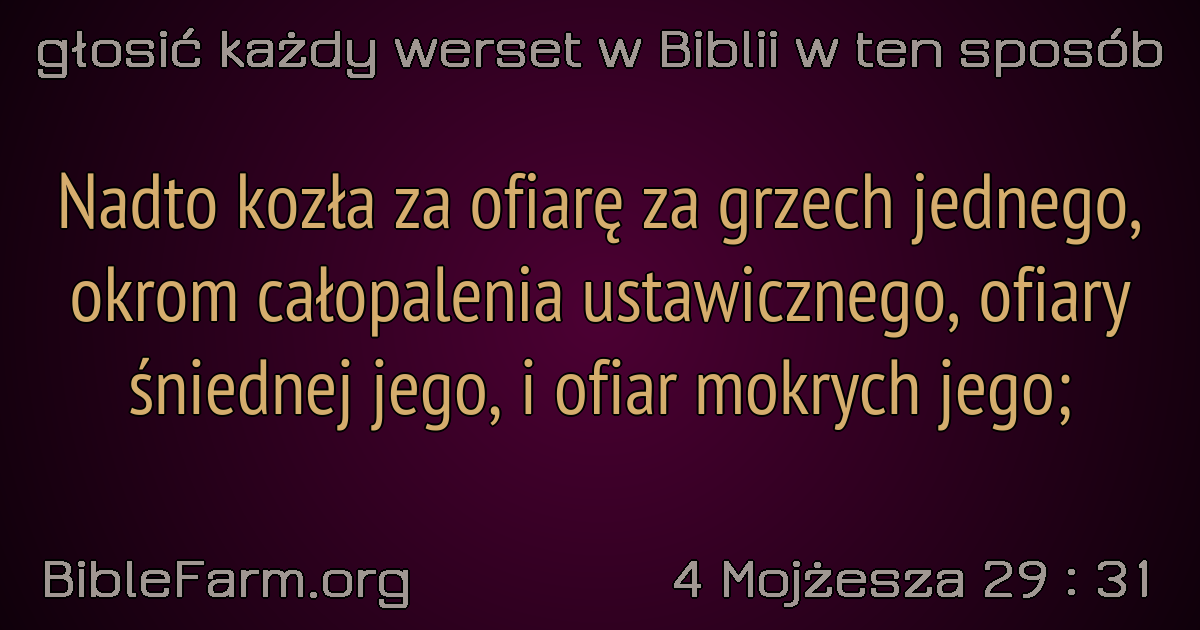 głosić każdy werset w Biblii w ten sposób
Nadto kozła za ofiarę za grzech jednego,
okrom całopalenia ustawicznego, ofiary
śniednej jego, i ofiar mokrych jego;
BibleFarm.org
4 Mojżesza 29 : 31